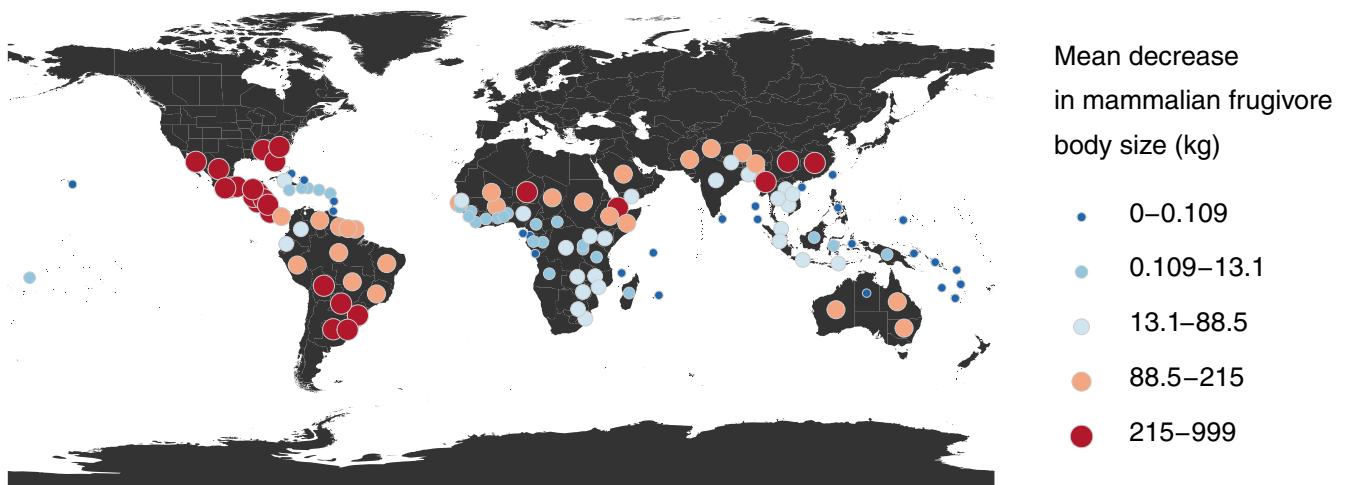 Mean decrease
in mammalian frugivore
body size (kg)
0−0.109
0.109−13.1
13.1−88.5
88.5−215
215−999